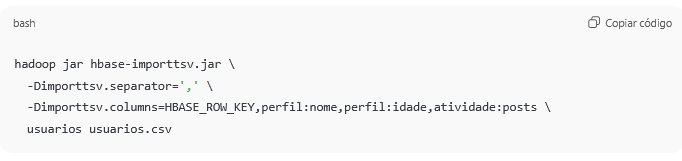 bash
Copiar código
hadoop jar hbase-importtsv.jar \
-Dimporttsv.separator=',' \
-Dimporttsv.columns=HBASE_ROW_KEY,perfil:nome,perfil:idade,atividade:posts \
usuarios usuarios.csv